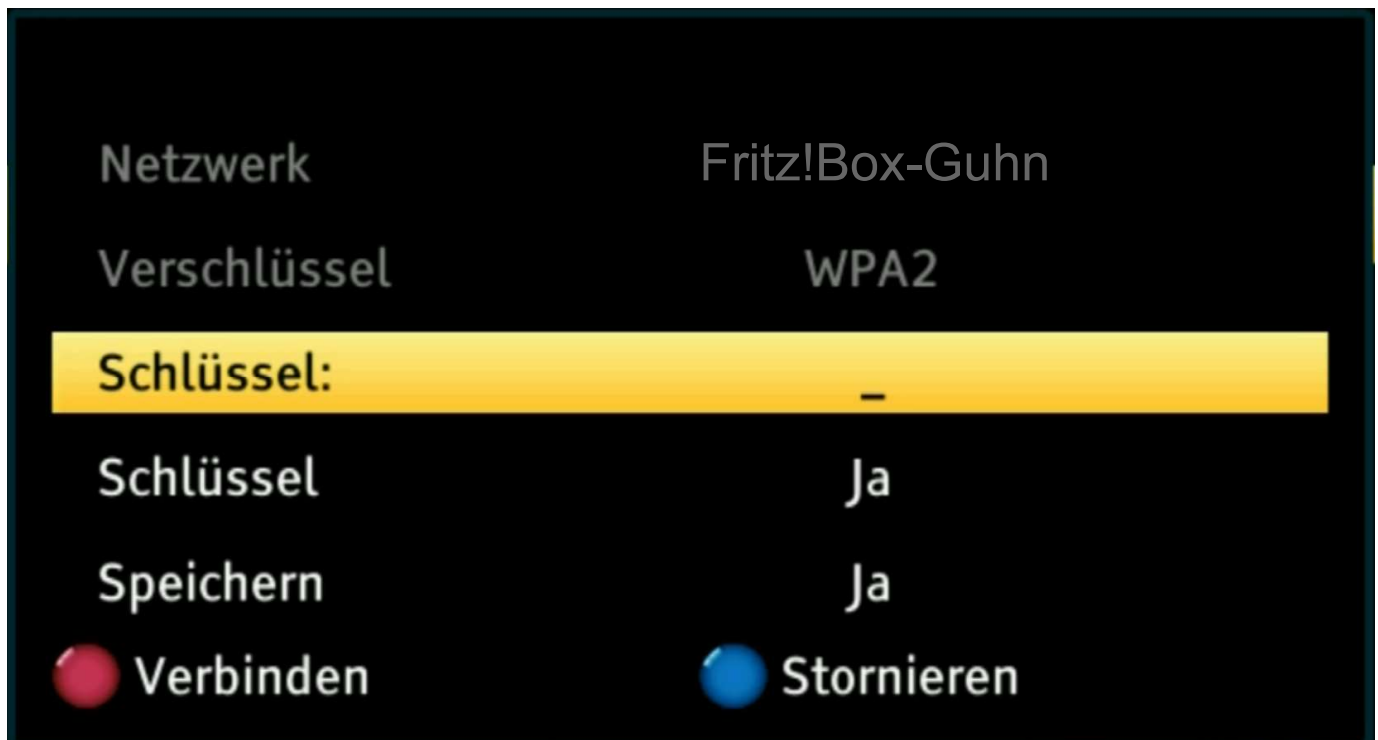 Netzwerk Fritz!Box-Guhn
Verschlüssel WPA2
Schlüssel: _
Schlüssel Ja
Speichern Ja
Verbinden Stornieren